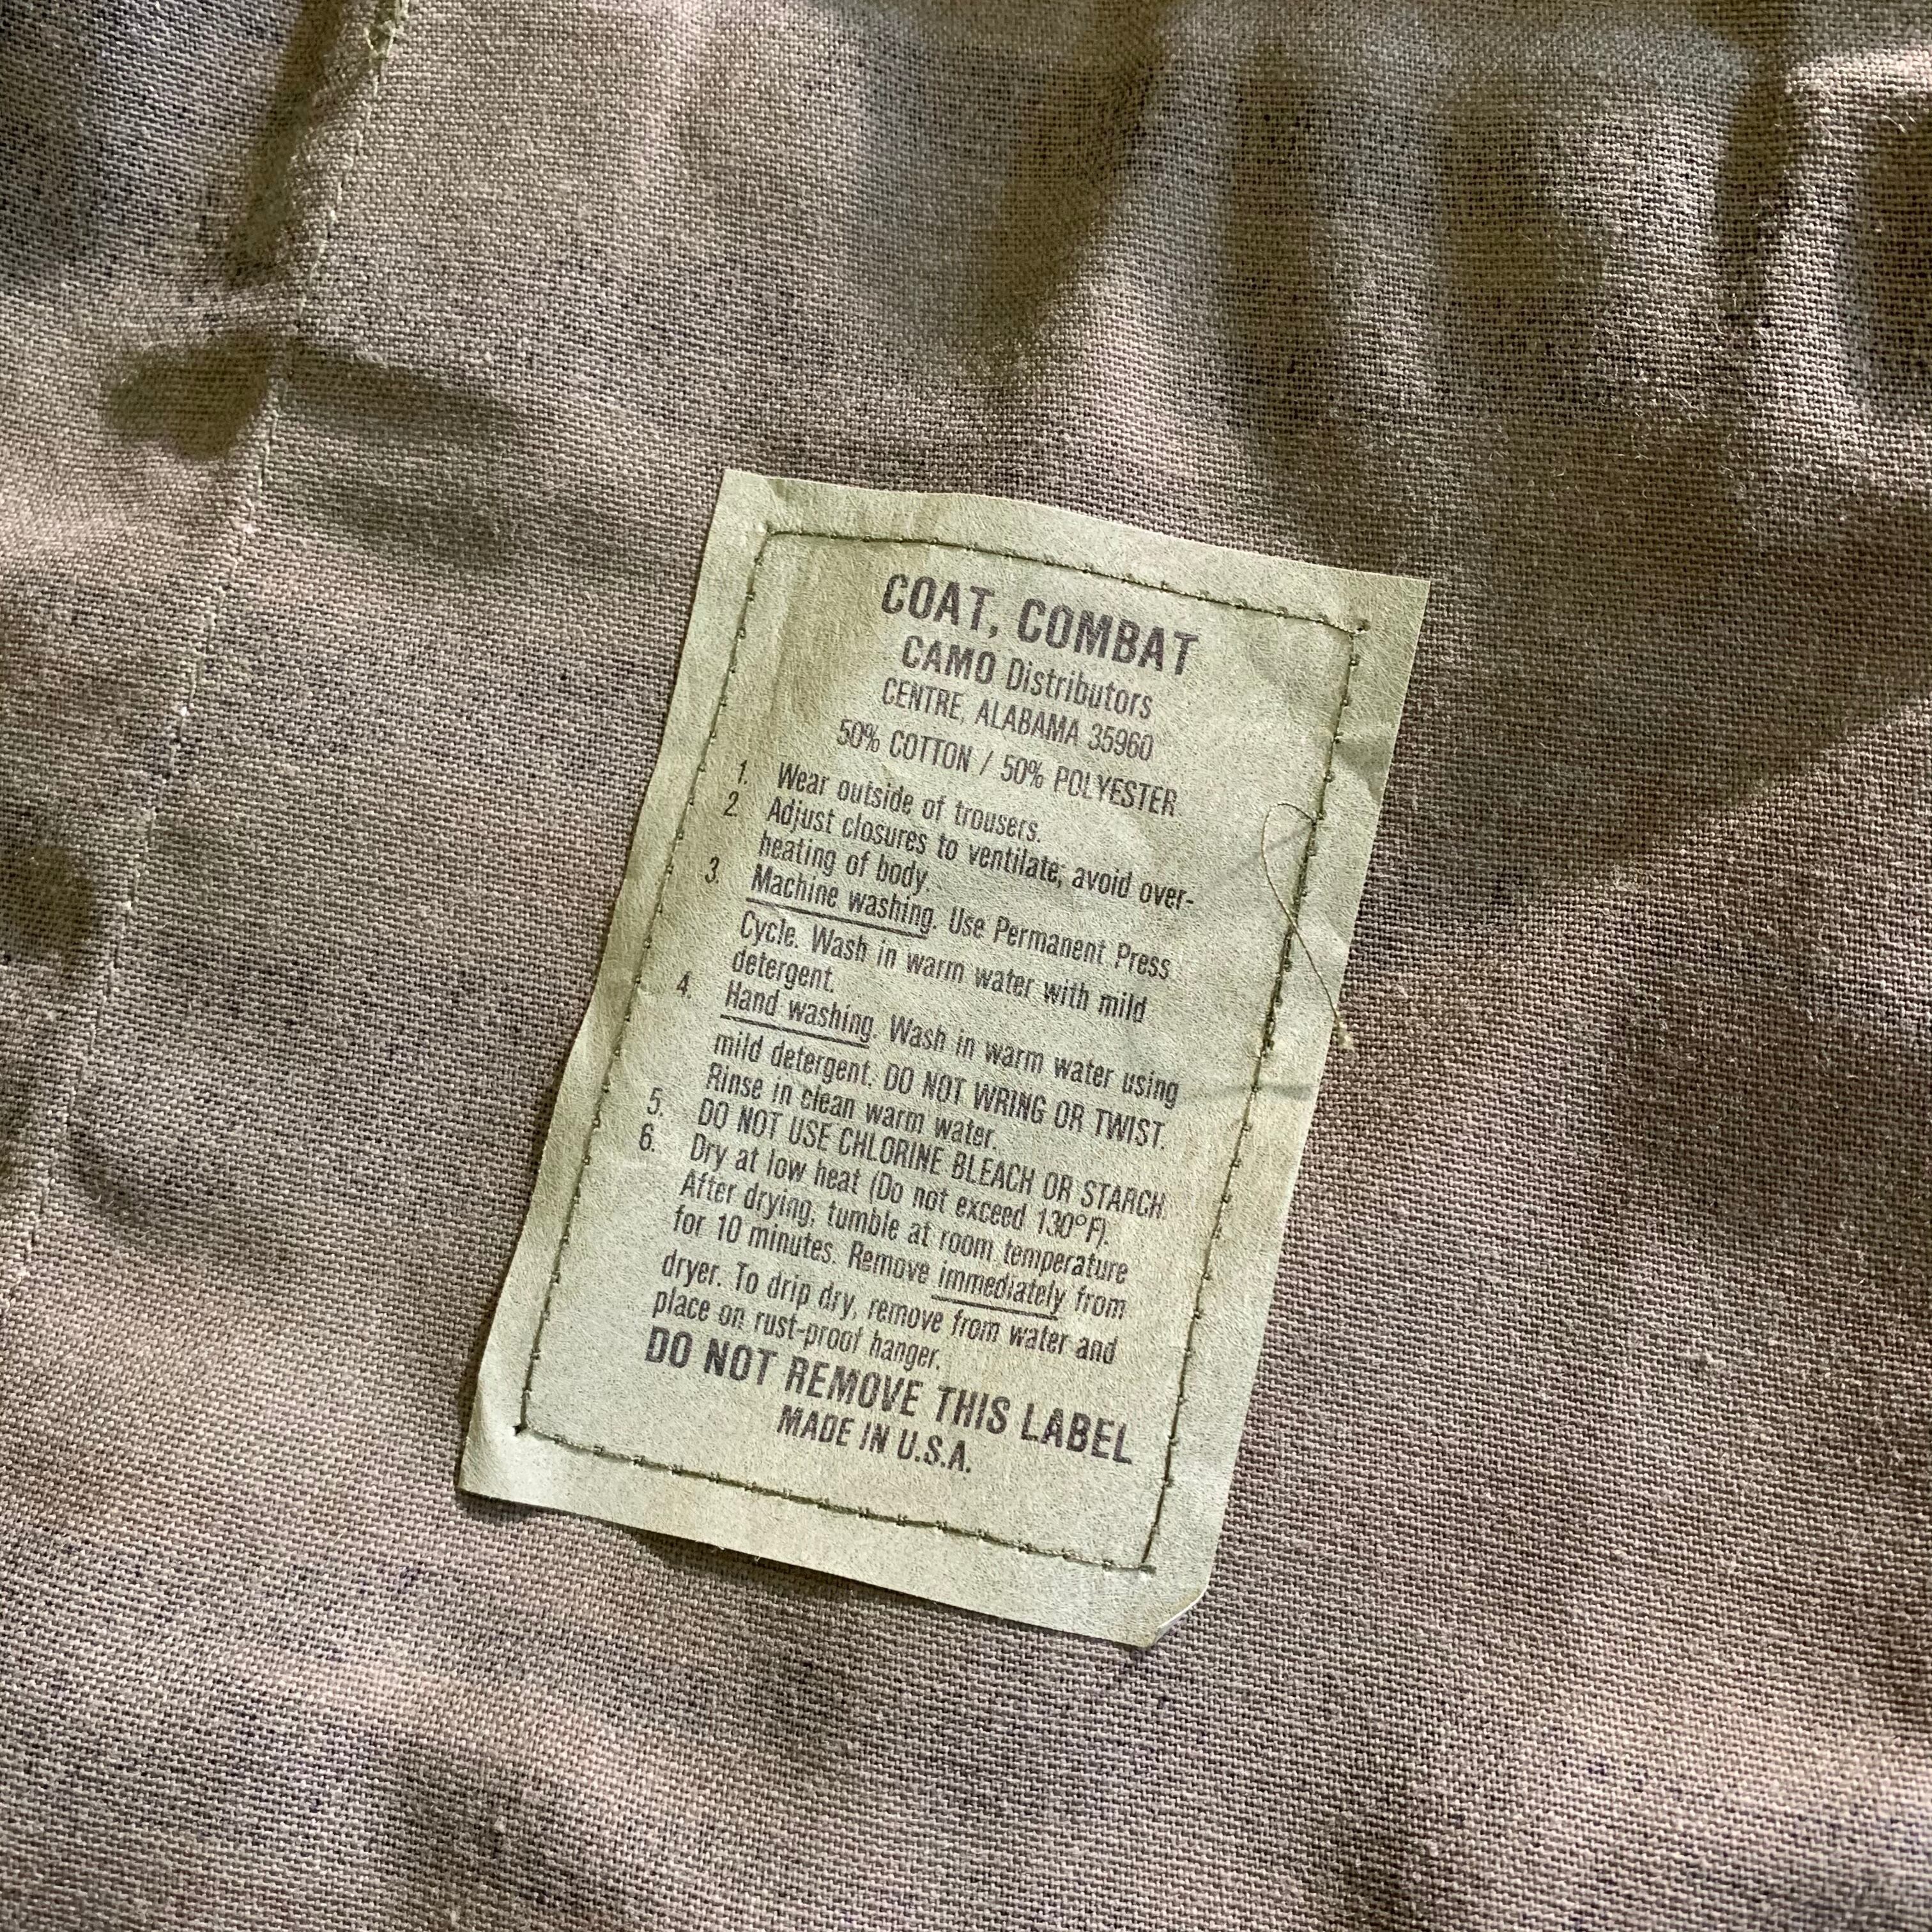 COAT, COMBAT
CAMO Distributors
CENTRE, ALABAMA 35960
50% COTTON / 50% POLYESTER
1. Wear outside of trousers.
2. Adjust closures to ventilate; avoid over-
heating of body.
3. Machine washing. Use Permanent Press
Cycle. Wash in warm water with mild
detergent.
4. Hand washing. Wash in warm water using
mild detergent. DO NOT WRING OR TWIST.
Rinse in clean warm water.
5. DO NOT USE CHLORINE BLEACH OR STARCH.
6. Dry at low heat (Do not exceed 130°F).
After drying, tumble at room temperature
for 10 minutes. Remove immediately from
dryer. To drip dry, remove from water and
place on rust-proof hanger.
DO NOT REMOVE THIS LABEL
MADE IN U.S.A.